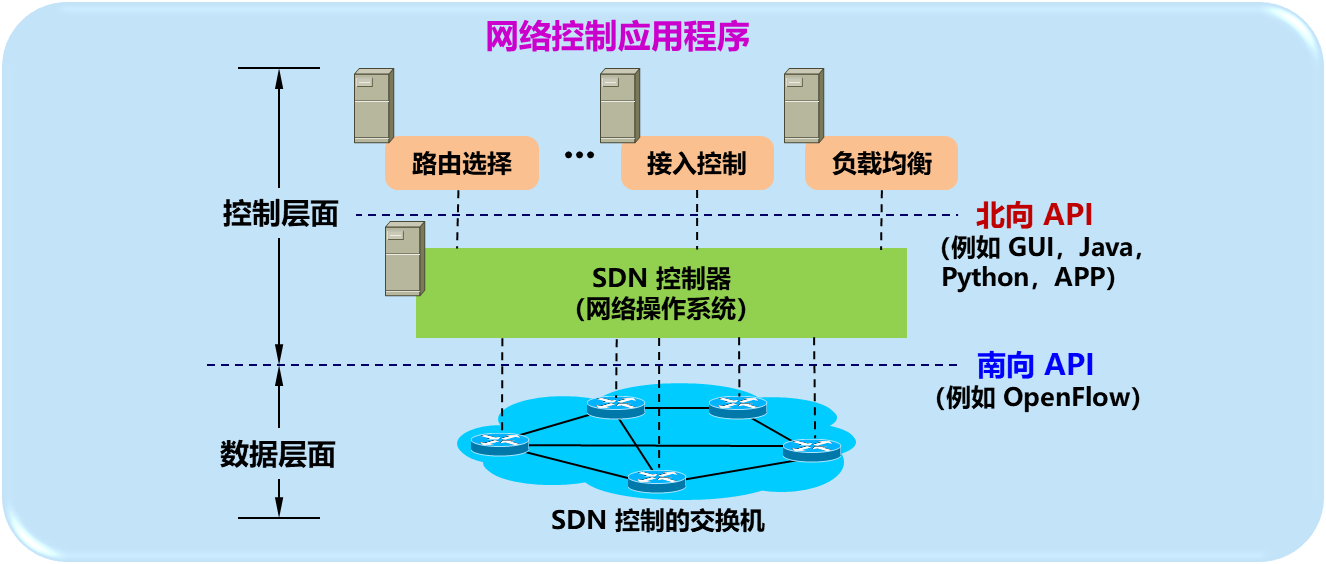 网络控制应用程序
路由选择
•••
接入控制
负载均衡
控制层面
北向 API
(例如 GUI，Java，
Python，APP)
SDN 控制器
(网络操作系统)
南向 API
(例如 OpenFlow)
数据层面
SDN 控制的交换机